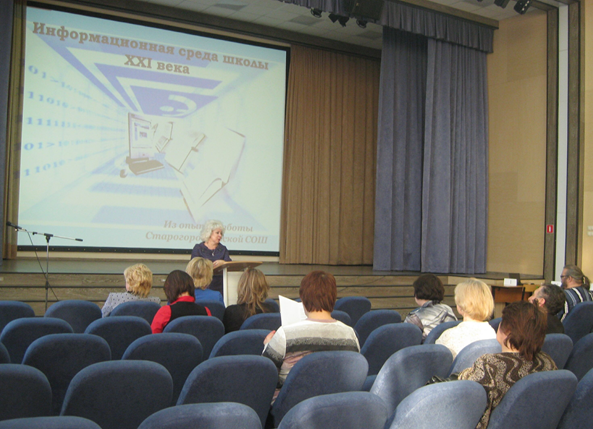 Информационная среда школы
XXI века
Из опыта работы
СОШ